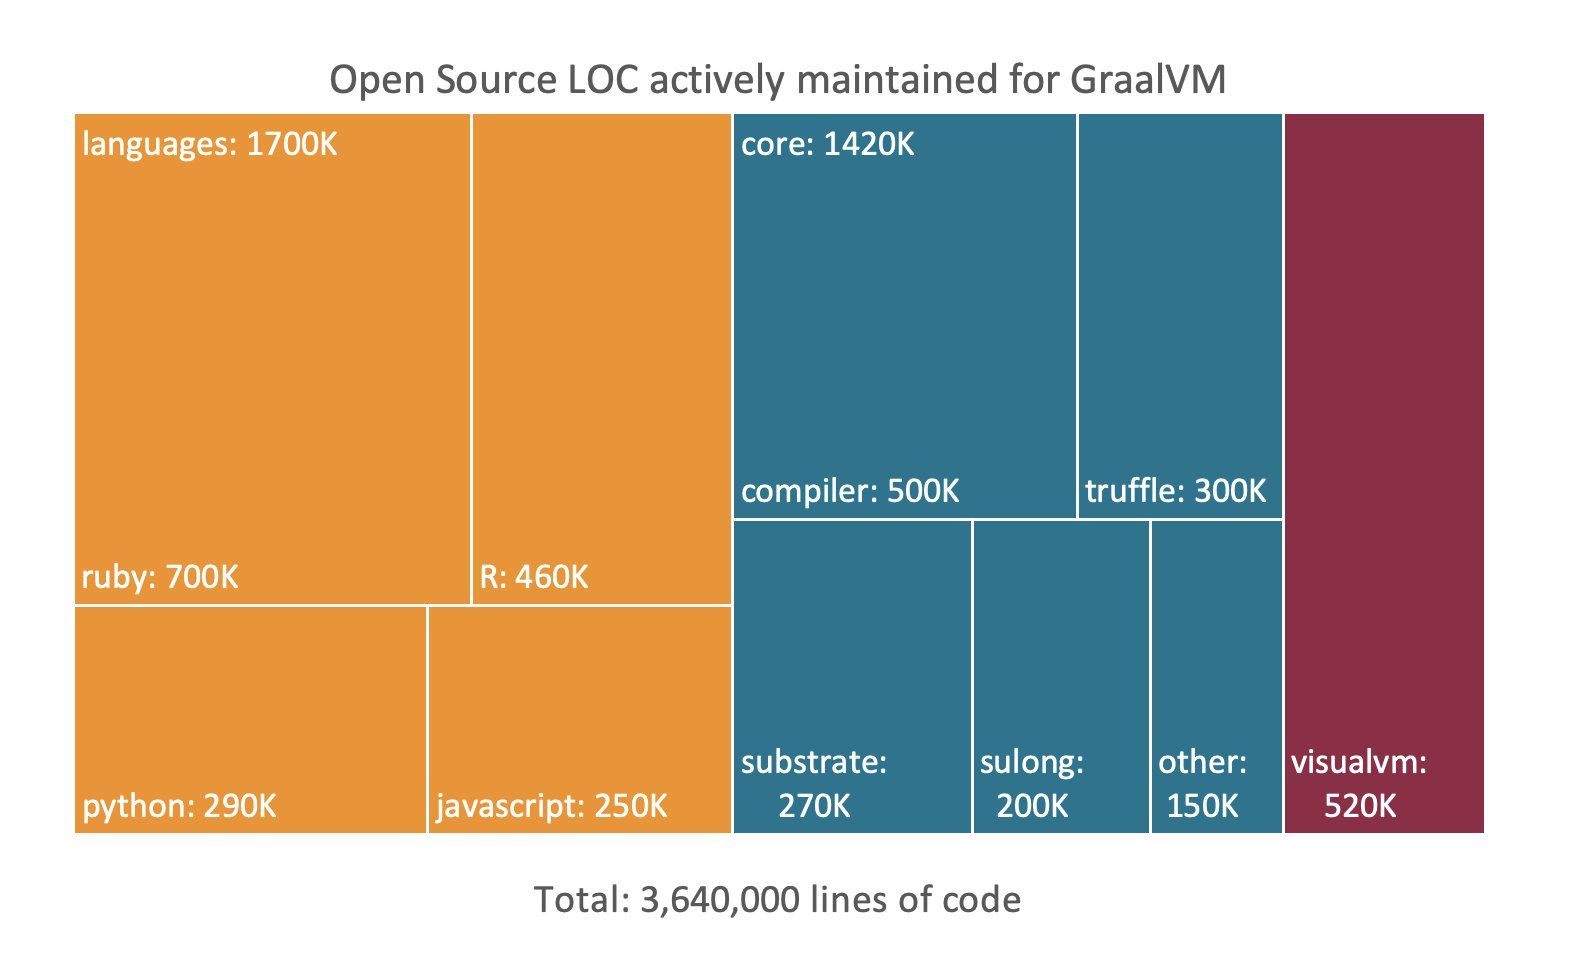 Open Source LOC actively maintained for GraalVM
languages: 1700K
ruby: 700K
R: 460K
python: 290K
javascript: 250K
core: 1420K
compiler: 500K
truffle: 300K
substrate:
270K
sulong:
200K
other:
150K
visualvm:
520K
Total: 3,640,000 lines of code